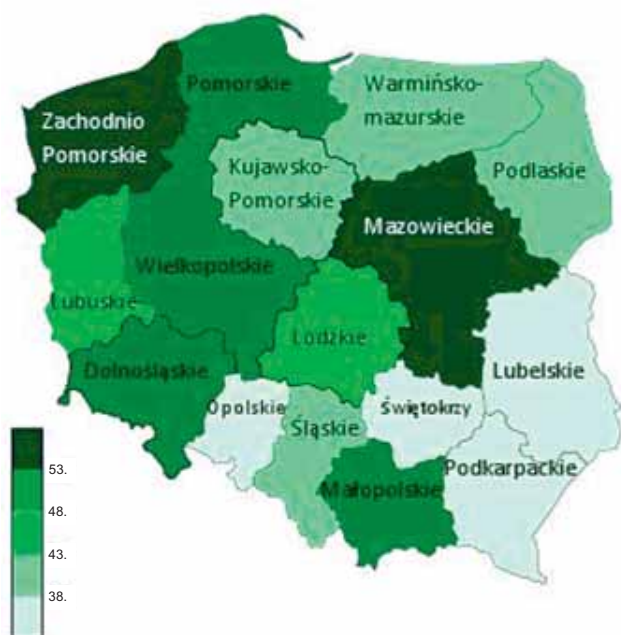 Pomorskie
Warmińsko-
mazurskie
Zachodnio
Pomorskie
Kujawsko-
Pomorskie
Podlaskie
Mazowieckie
Wielkopolskie
Lubuskie
Łódzkie
Dolnośląskie
Lubelskie
Opolskie
Śląskie
Świętokrzy
Podkarpackie
Małopolskie
53.
48.
43.
38.